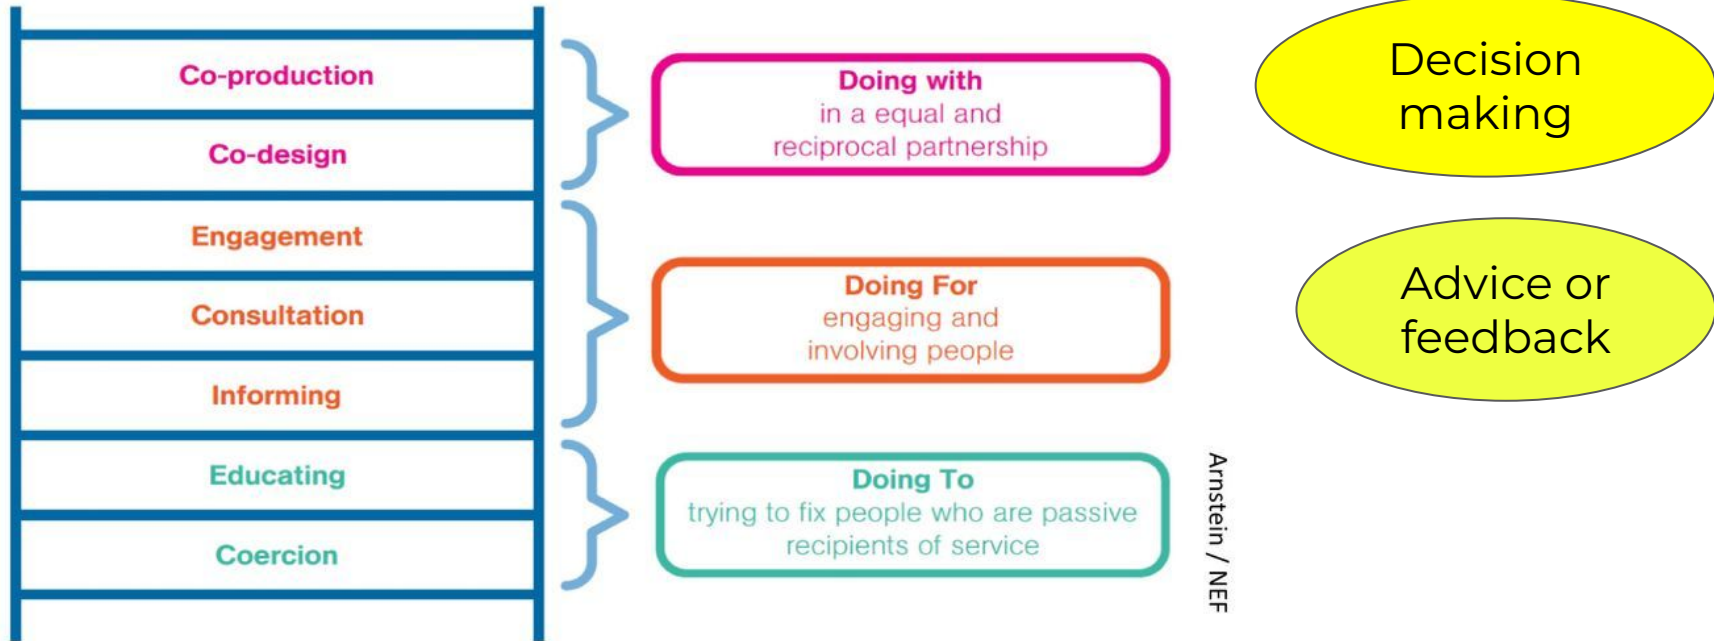 Co-production
Co-design
Engagement
Consultation
Informing
Educating
Coercion
Doing with
in a equal and
reciprocal partnership
Doing For
engaging and
involving people
Doing To
trying to fix people who are passive
recipients of service
Arnstein / NEF
Decision
making
Advice or
feedback